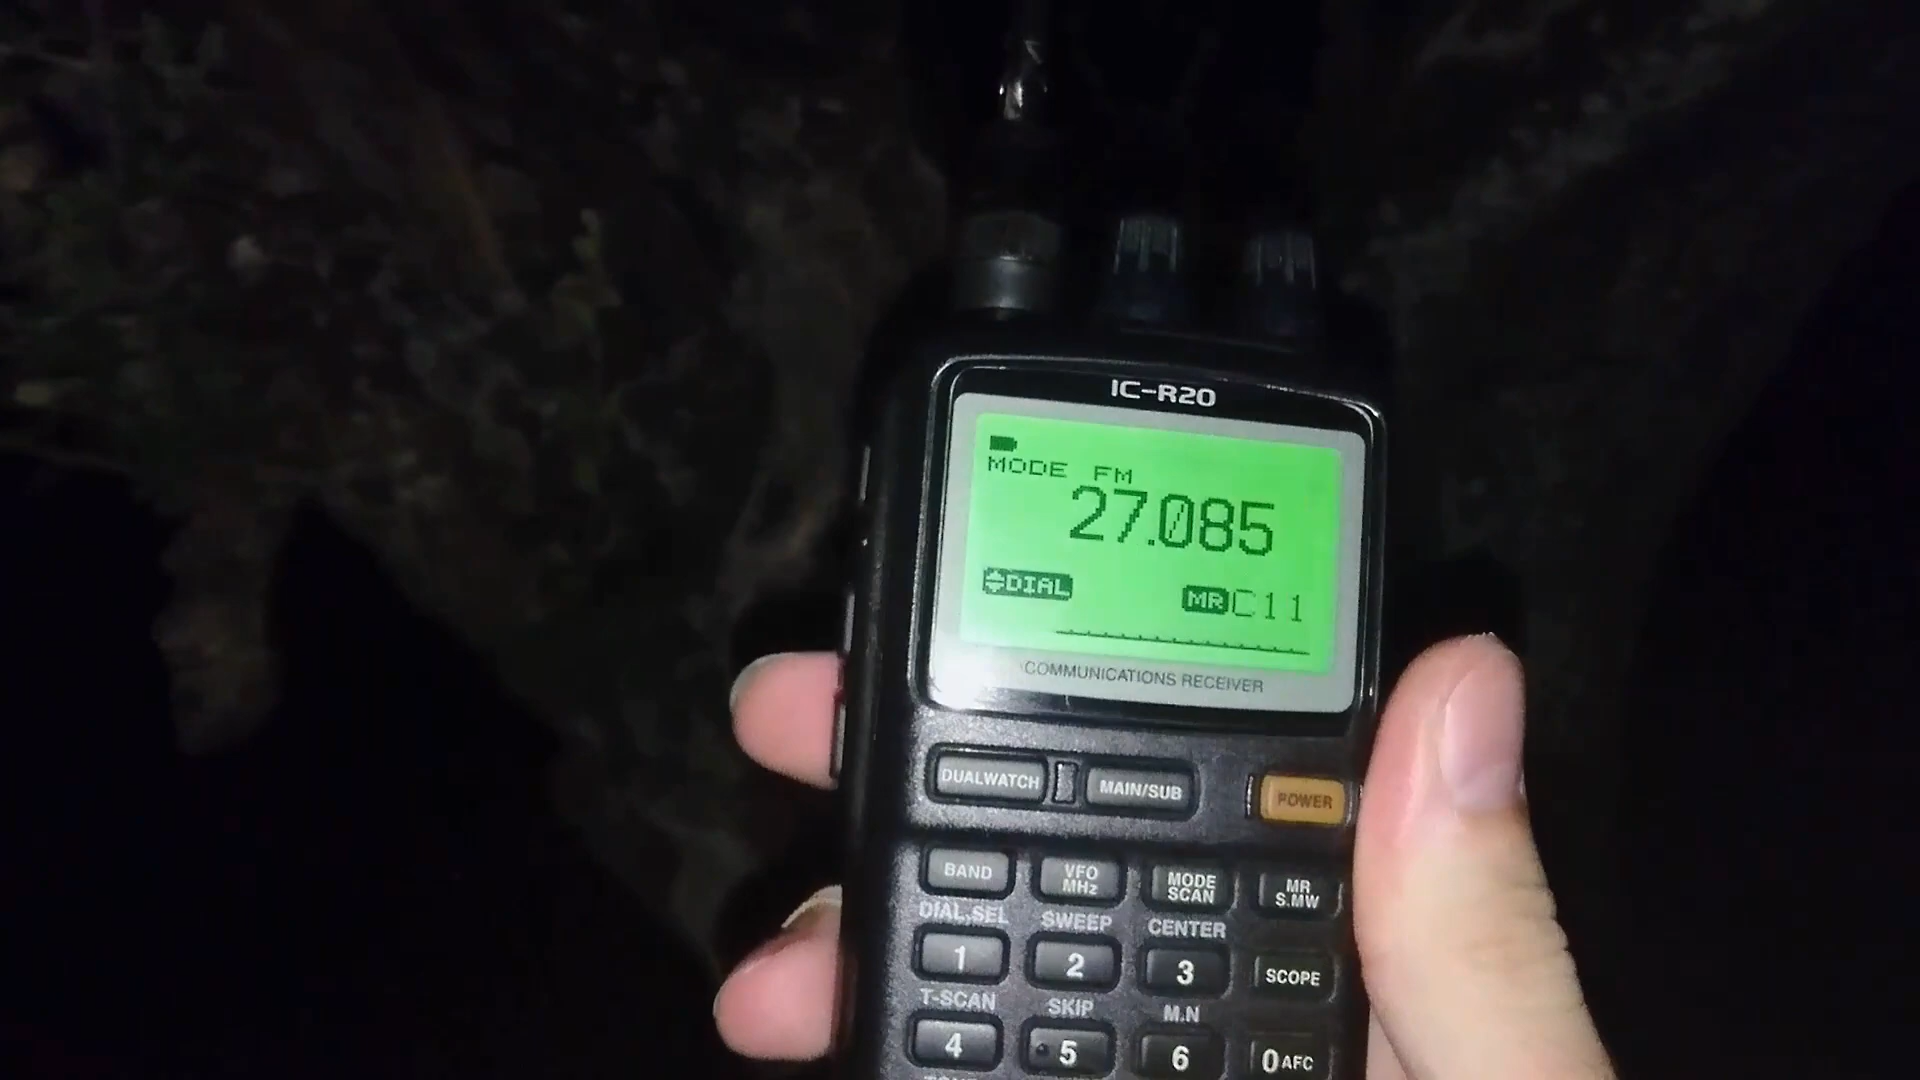 IC-R20
MODE FM
27.085
DIAL
MR C11
COMMUNICATIONS RECEIVER
DUALWATCH
MAIN/SUB
POWER
BAND
VFO
MHz
MODE
SCAN
MR
S.MW
DIAL.SEL
SWEEP
CENTER
1
2
3
SCOPE
T-SCAN
SKIP
M.N
4
5
6
0 AFC